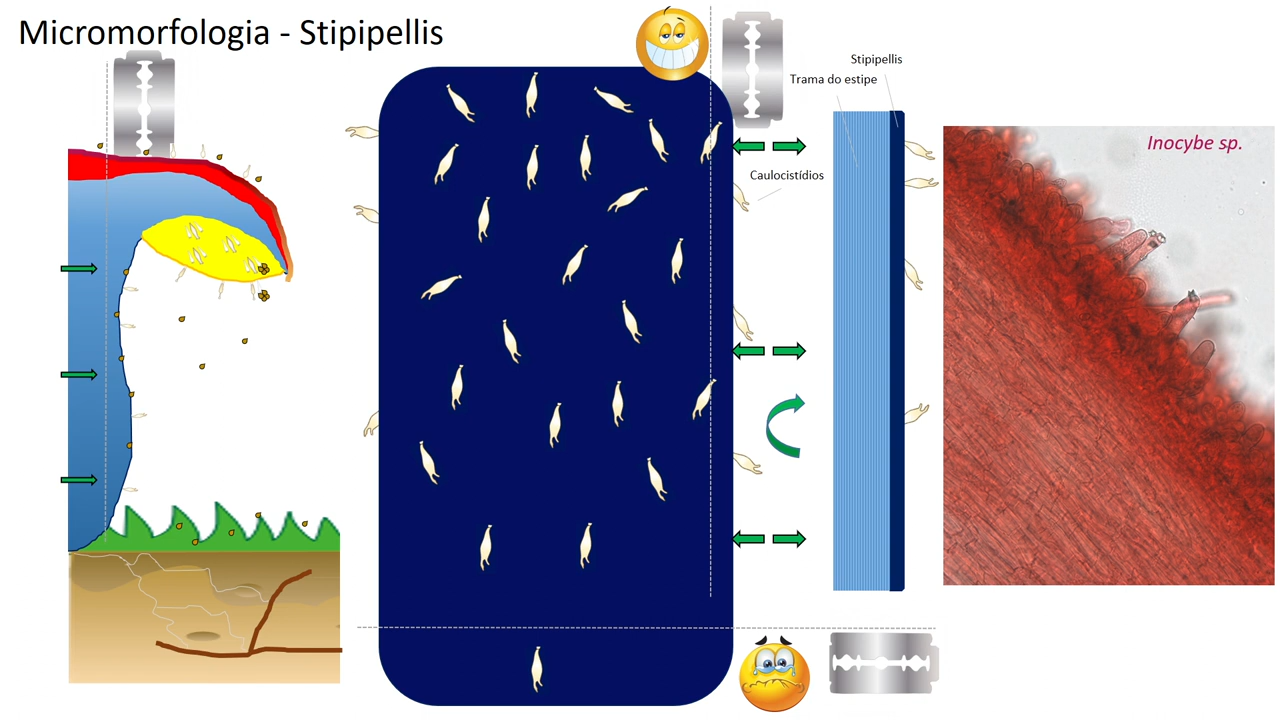 Micromorfologia - Stipipellis
Stipipellis
Trama do estipe
Inocybe sp.
Caulocistídios